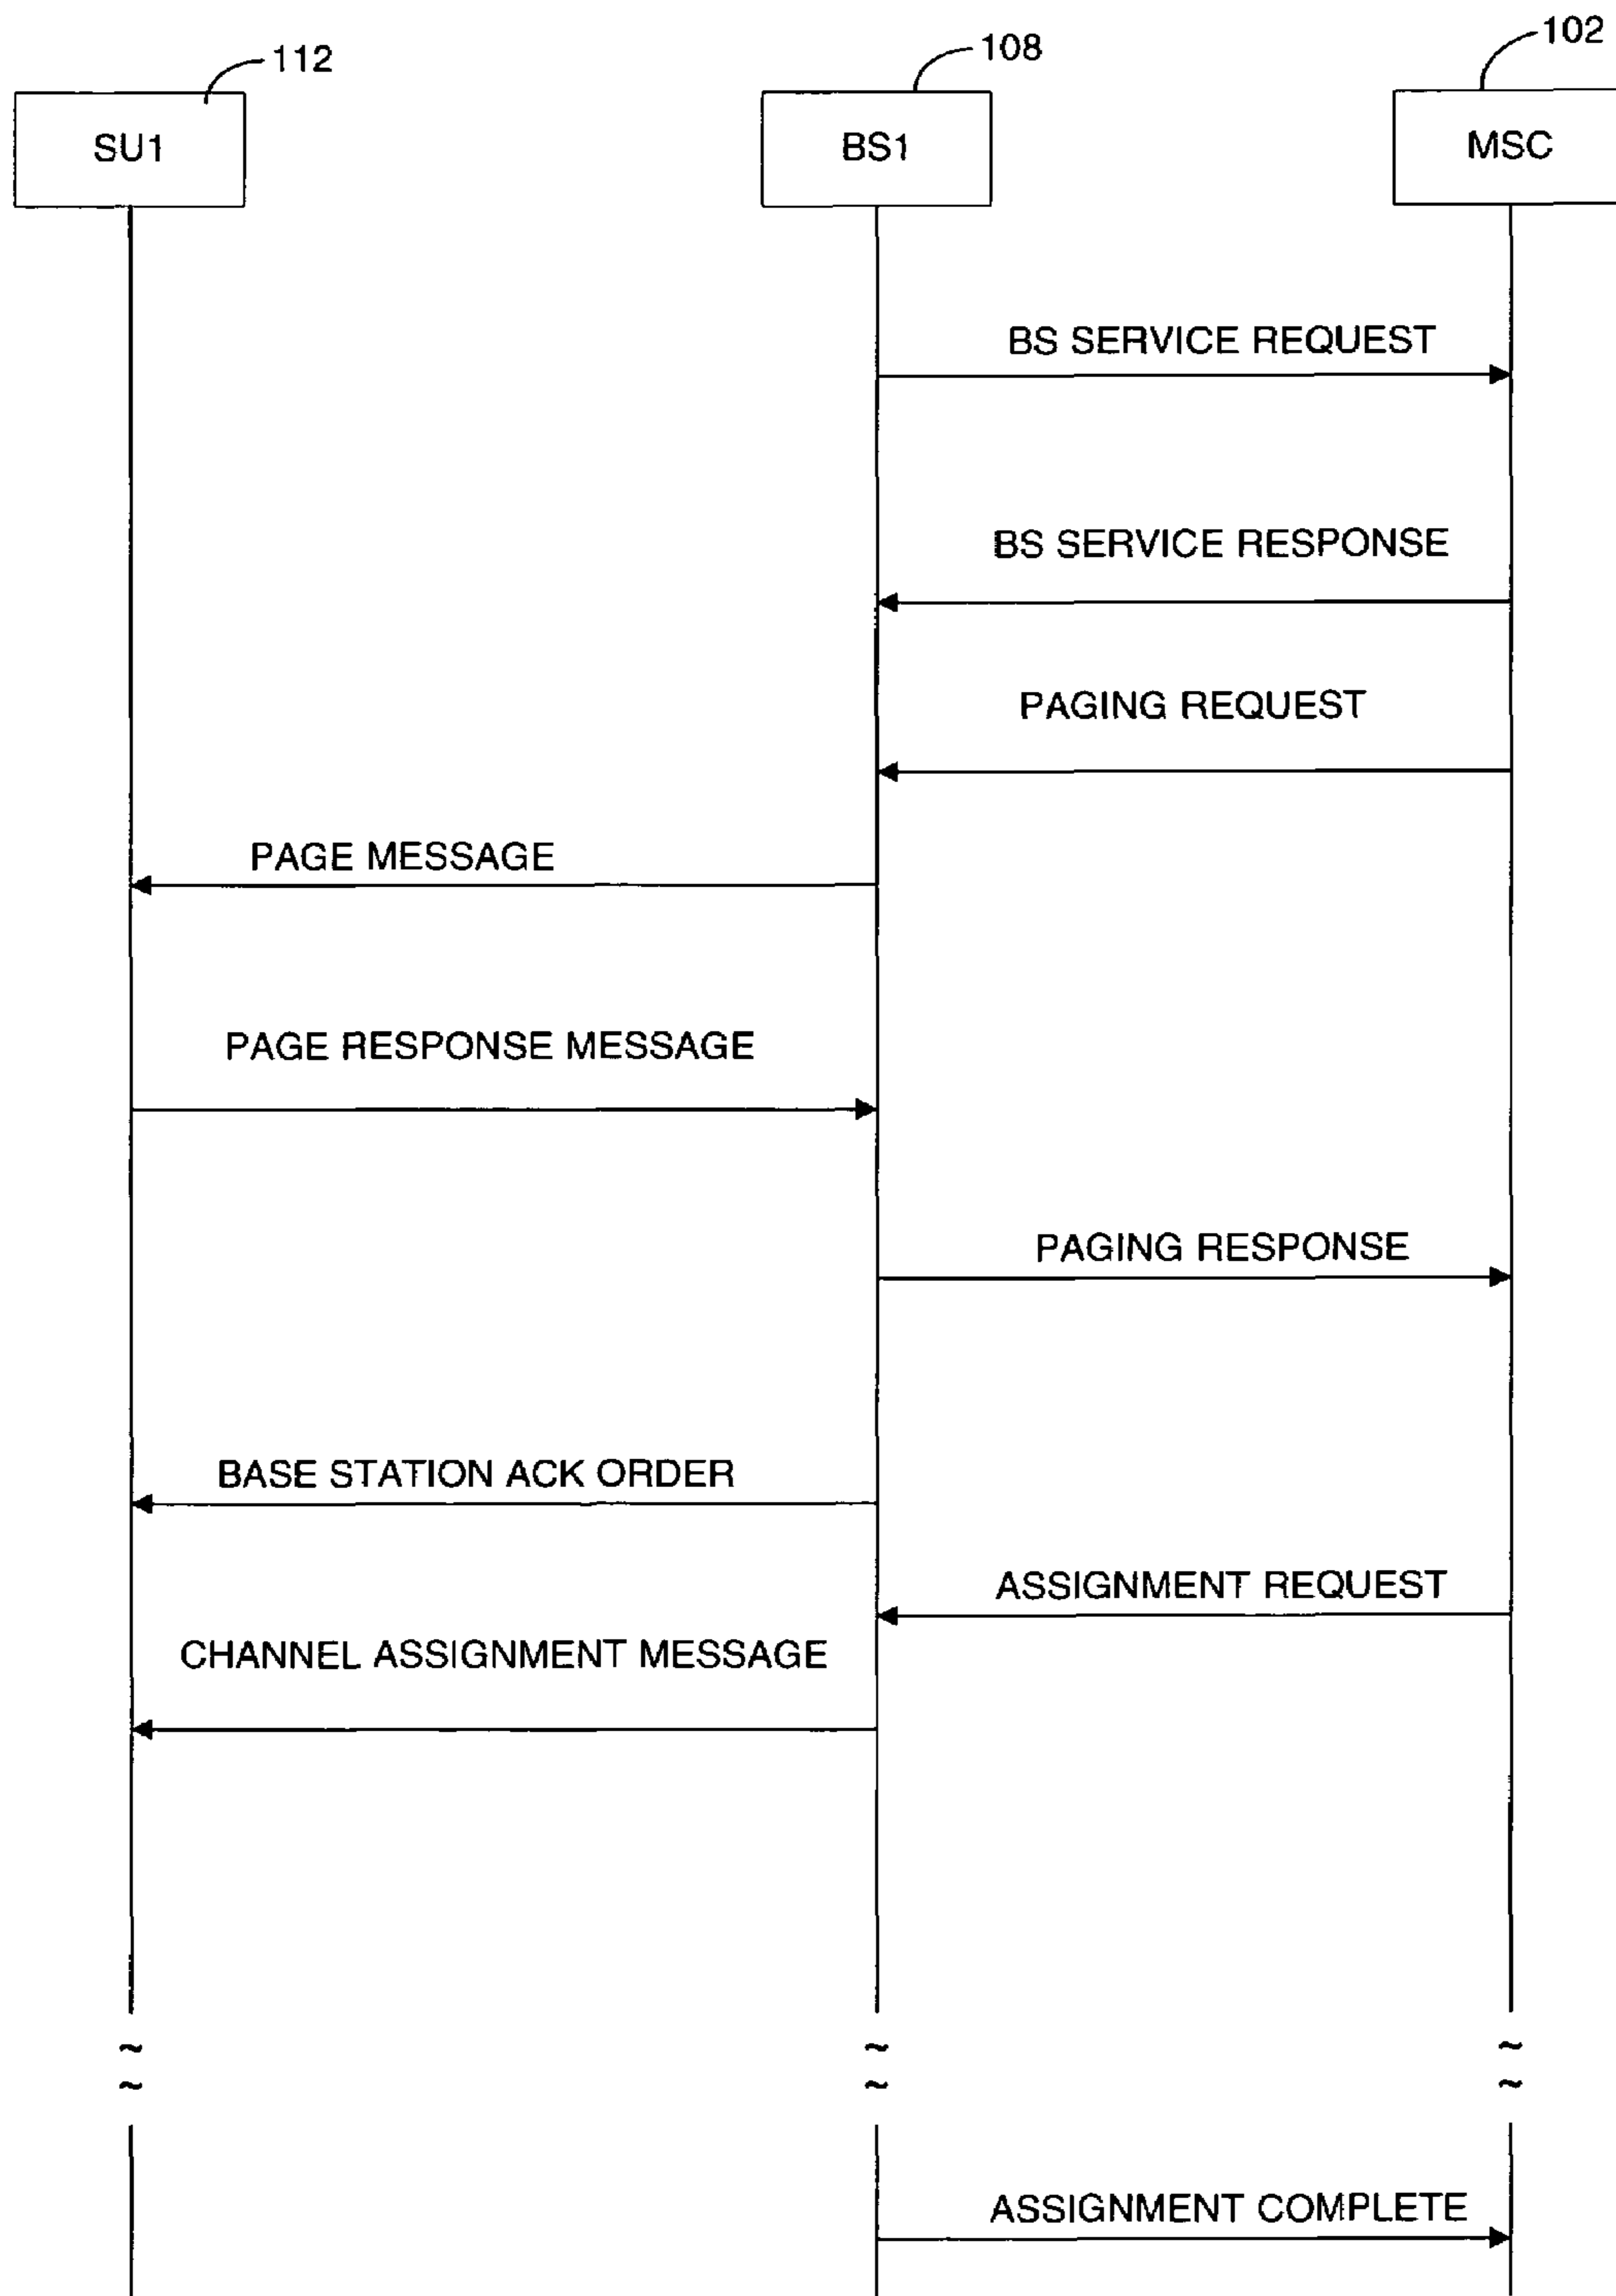 112
108
102
SU1
BS1
MSC
BS SERVICE REQUEST
BS SERVICE RESPONSE
PAGING REQUEST
PAGE MESSAGE
PAGE RESPONSE MESSAGE
PAGING RESPONSE
BASE STATION ACK ORDER
ASSIGNMENT REQUEST
CHANNEL ASSIGNMENT MESSAGE
ASSIGNMENT COMPLETE